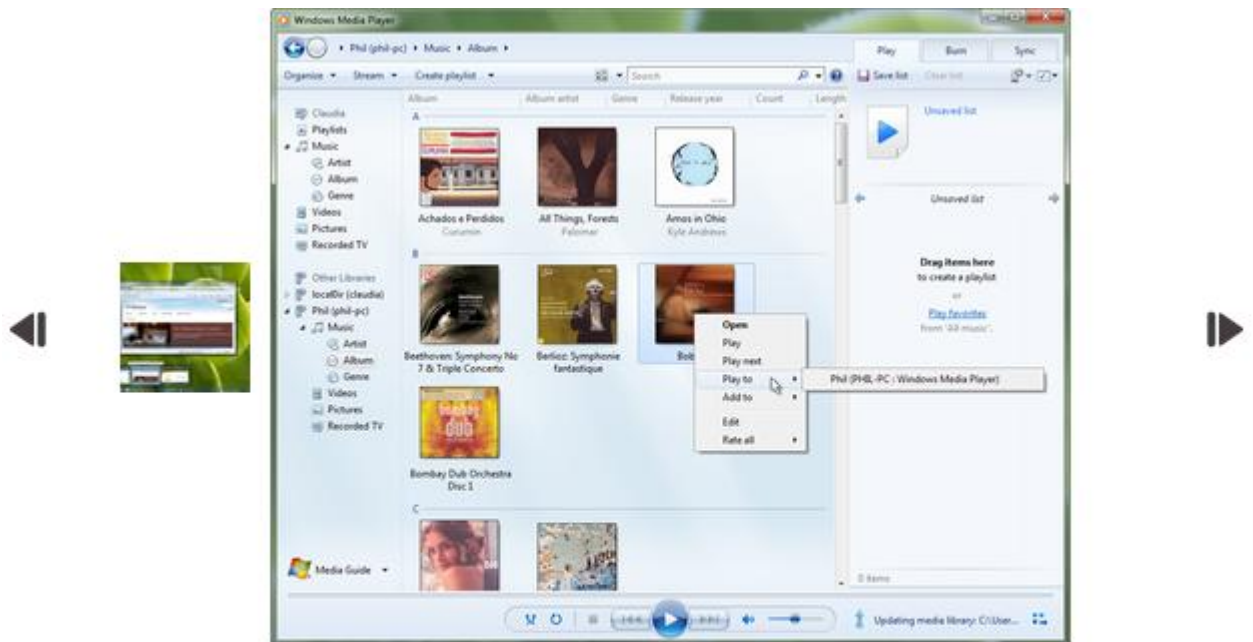 Windows Media Player
Phil (phil-pc) Music Album
Play Burn Sync
Organize Stream Create playlist Search Save list Clear list
Album Album artist Genre Release year Count Length
Claudia
Playlists
Music
Artist
Album
Genre
Videos
Pictures
Recorded TV
Other Libraries
localDir (claudia)
Phil (phil-pc)
Music
Artist
Album
Genre
Videos
Pictures
Recorded TV
Media Guide
A
Achados e Perdidos
Curumin
All Things, Forests
Palomar
Amos in Ohio
Kyle Andrews
B
Beethoven: Symphony No
7 & Triple Concerto
Berlioz: Symphonie
fantastique
Bob
Bombay Dub Orchestra
Disc 1
C
Open
Play
Play next
Play to
Add to
Edit
Rate all
Phil (PHIL-PC : Windows Media Player)
Unsaved list
Unsaved list
Drag items here
to create a playlist
or
Play favorites
from 'All music'.
0 items
Updating media library: C:\User...